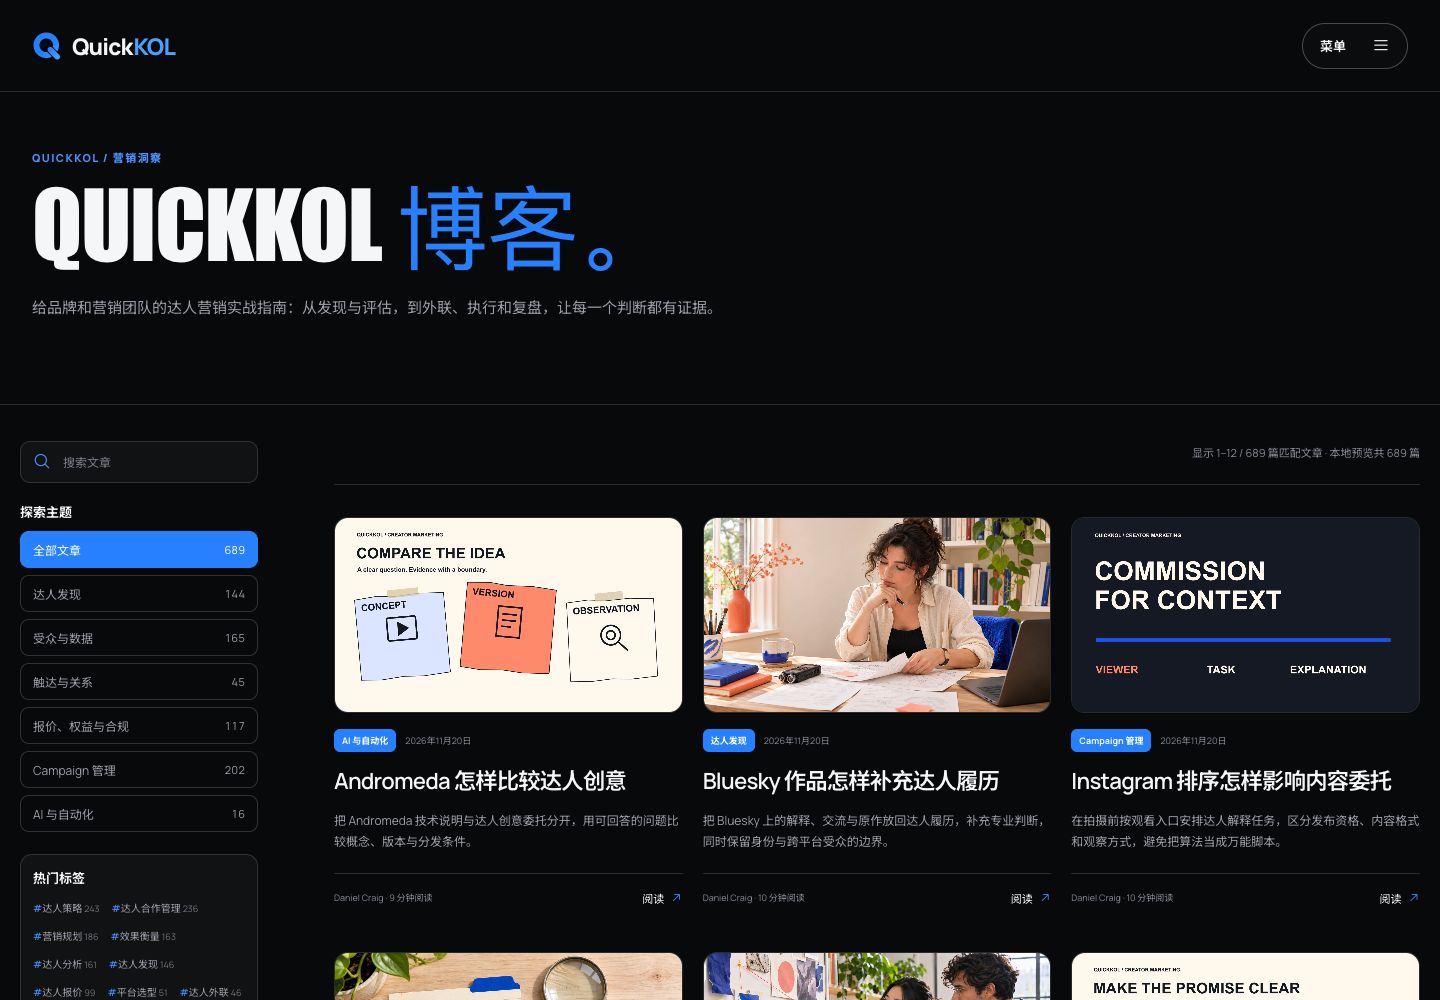 QuickKOL
菜单
QUICKKOL / 营销洞察
QUICKKOL 博客。
给品牌和营销团队的达人营销实战指南：从发现与评估，到外联、执行和复盘，让每一个判断都有证据。
搜索文章
显示 1–12 / 689 篇匹配文章 · 本地预览共 689 篇
探索主题
全部文章 689
达人发现 144
受众与数据 165
触达与关系 45
报价、权益与合规 117
Campaign 管理 202
AI 与自动化 16
热门标签
#达人策略 243 #达人合作管理 236
#营销规划 186 #效果衡量 163
#达人分析 161 #达人发现 146
#达人报价 99 #平台选型 51 #达人外联 46
QUICKKOL / CREATOR MARKETING
COMPARE THE IDEA
A clear question. Evidence with a boundary.
CONCEPT
VERSION
OBSERVATION
AI 与自动化 2026年11月20日
Andromeda 怎样比较达人创意
把 Andromeda 技术说明与达人创意委托分开，用可回答的问题比
较概念、版本与分发条件。
Daniel Craig · 9 分钟阅读
阅读
达人发现 2026年11月20日
Bluesky 作品怎样补充达人履历
把 Bluesky 上的解释、交流与原作放回达人履历，补充专业判断，
同时保留身份与跨平台受众的边界。
Daniel Craig · 10 分钟阅读
阅读
QUICKKOL / CREATOR MARKETING
COMMISSION
FOR CONTEXT
VIEWER TASK EXPLANATION
Campaign 管理 2026年11月20日
Instagram 排序怎样影响内容委托
在拍摄前按观看入口安排达人解释任务，区分发布资格、内容格式
和观察方式，避免把算法当成万能脚本。
Daniel Craig · 10 分钟阅读
阅读
QUICKKOL / CREATOR MARKETING
MAKE THE PROMISE CLEAR